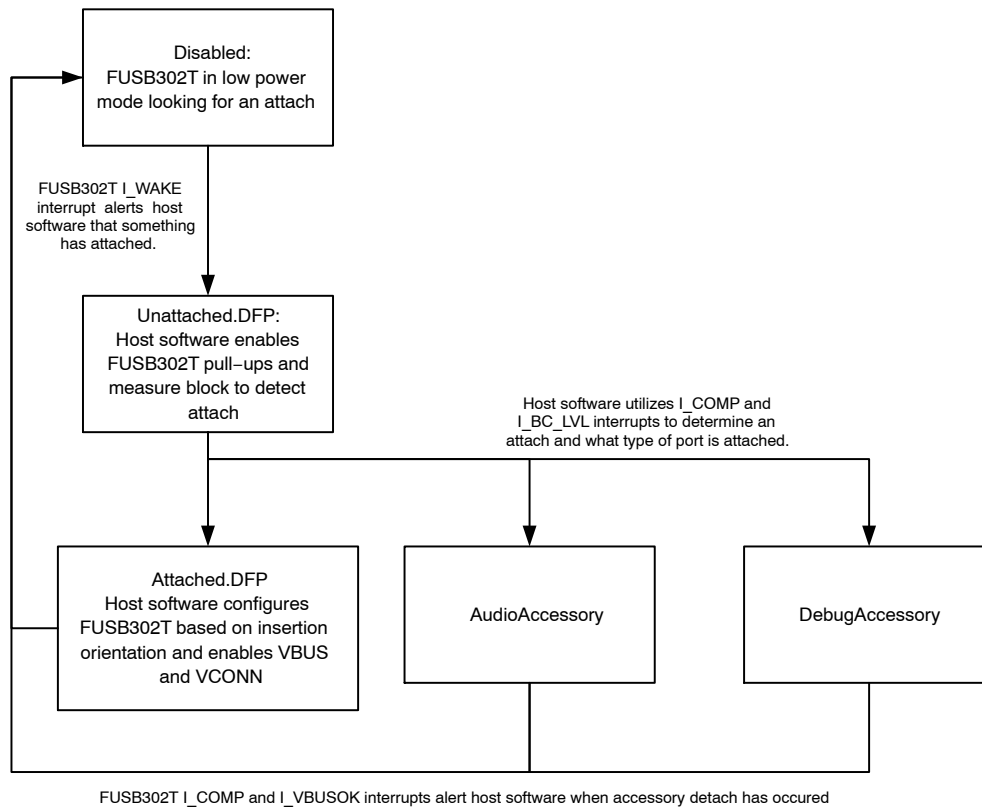 Disabled:
FUSB302T in low power
mode looking for an attach
FUSB302T I_WAKE
interrupt alerts host
software that something
has attached.
Unattached.DFP:
Host software enables
FUSB302T pull−ups and
measure block to detect
attach
Host software utilizes I_COMP and
I_BC_LVL interrupts to determine an
attach and what type of port is attached.
Attached.DFP
Host software configures
FUSB302T based on insertion
orientation and enables VBUS
and VCONN
AudioAccessory
DebugAccessory
FUSB302T I_COMP and I_VBUSOK interrupts alert host software when accessory detach has occured